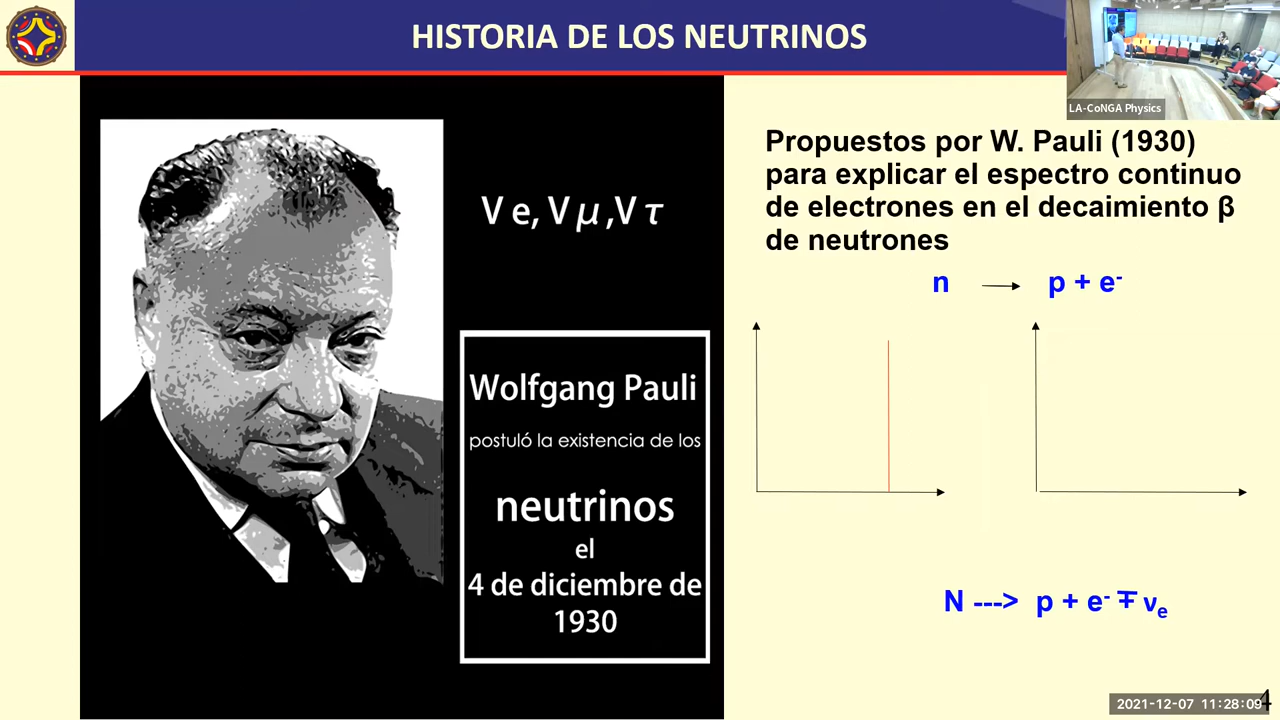 HISTORIA DE LOS NEUTRINOS
LA-CoNGA Physics
ν e, ν μ ,ν τ
Wolfgang Pauli
postuló la existencia de los
neutrinos
el
4 de diciembre de
1930
Propuestos por W. Pauli (1930)
para explicar el espectro continuo
de electrones en el decaimiento β
de neutrones
n → p + e-
N ---> p + e- ∓ νe
2021-12-07 11:28:09
4